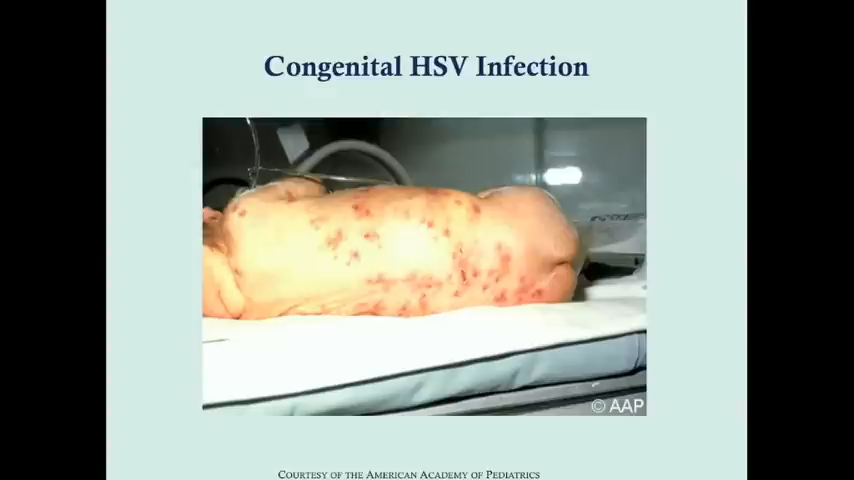 Congenital HSV Infection
© AAP
COURTESY OF THE AMERICAN ACADEMY OF PEDIATRICS